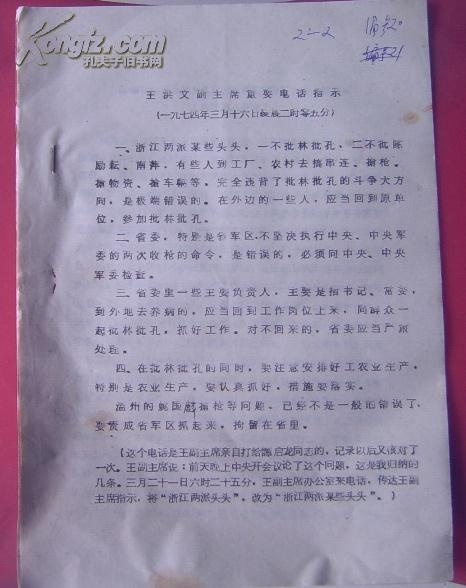 Kongfz.com
孔夫子旧书网
2-2
王洪文副主席重要电话指示
(一九七四年三月十六日凌晨二时零五分)
一、浙江两派某些头头,一不批林批孔,二不批陈
励耘、南萍,有些人到工厂、农村去搞串连、抢枪、
抢物资、抢车辆等,完全违背了批林批孔的斗争大方
向,是极端错误的。在外边的一些人,应当回到原单
位,参加批林批孔。
二、省委,特别是省军区,不坚决执行中央、中央军
委的两次收枪的命令,是错误的,必须向中央、中央
军委检查。
三、省委里一些主要负责人,主要是指书记、常委,
到外地去养病的,应当回到工作岗位上来,同群众一
起批林批孔,抓好工作。对不回来的,省委应当严肃
处理。
四、在批林批孔的同时,要注意安排好工农业生产,
特别是农业生产,要认真抓好,措施要落实。
温州的姚国麟抢枪等问题,已经不是一般的错误了,
要责成省军区抓起来,拘留在省里。
(这个电话是王副主席亲自打给谭启龙同志的,记录以后又核对了
一次。王副主席说:前天晚上中央开会议论了这个问题,这是我归纳的
几条。三月二十一日六时二十五分,王副主席办公室来电话,传达王副
主席指示,将“浙江两派头头”,改为“浙江两派某些头头”。)